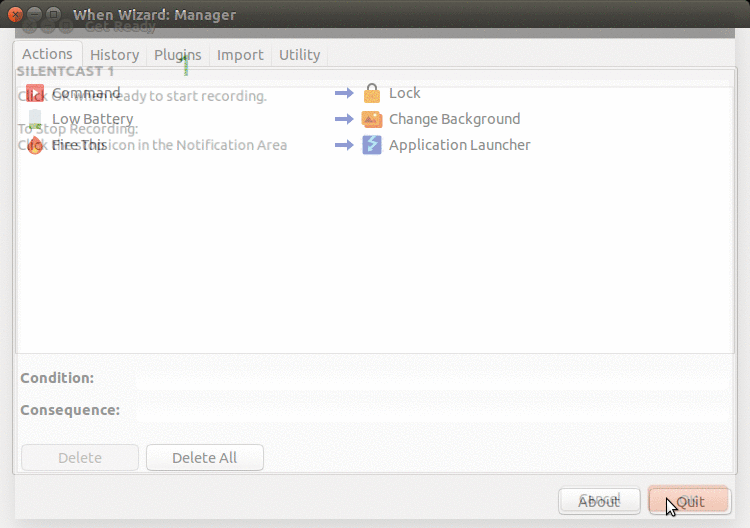 When Wizard: Manager
Get Ready
Actions History Plugins Import Utility
SILENTCAST 1
Command Lock
Click OK when ready to start recording.
Low Battery Change Background
To Stop Recording:
Fire This Application Launcher
Click the stop icon in the Notification Area
Condition:
Consequence:
Delete Delete All
About Quit
Cancel OK